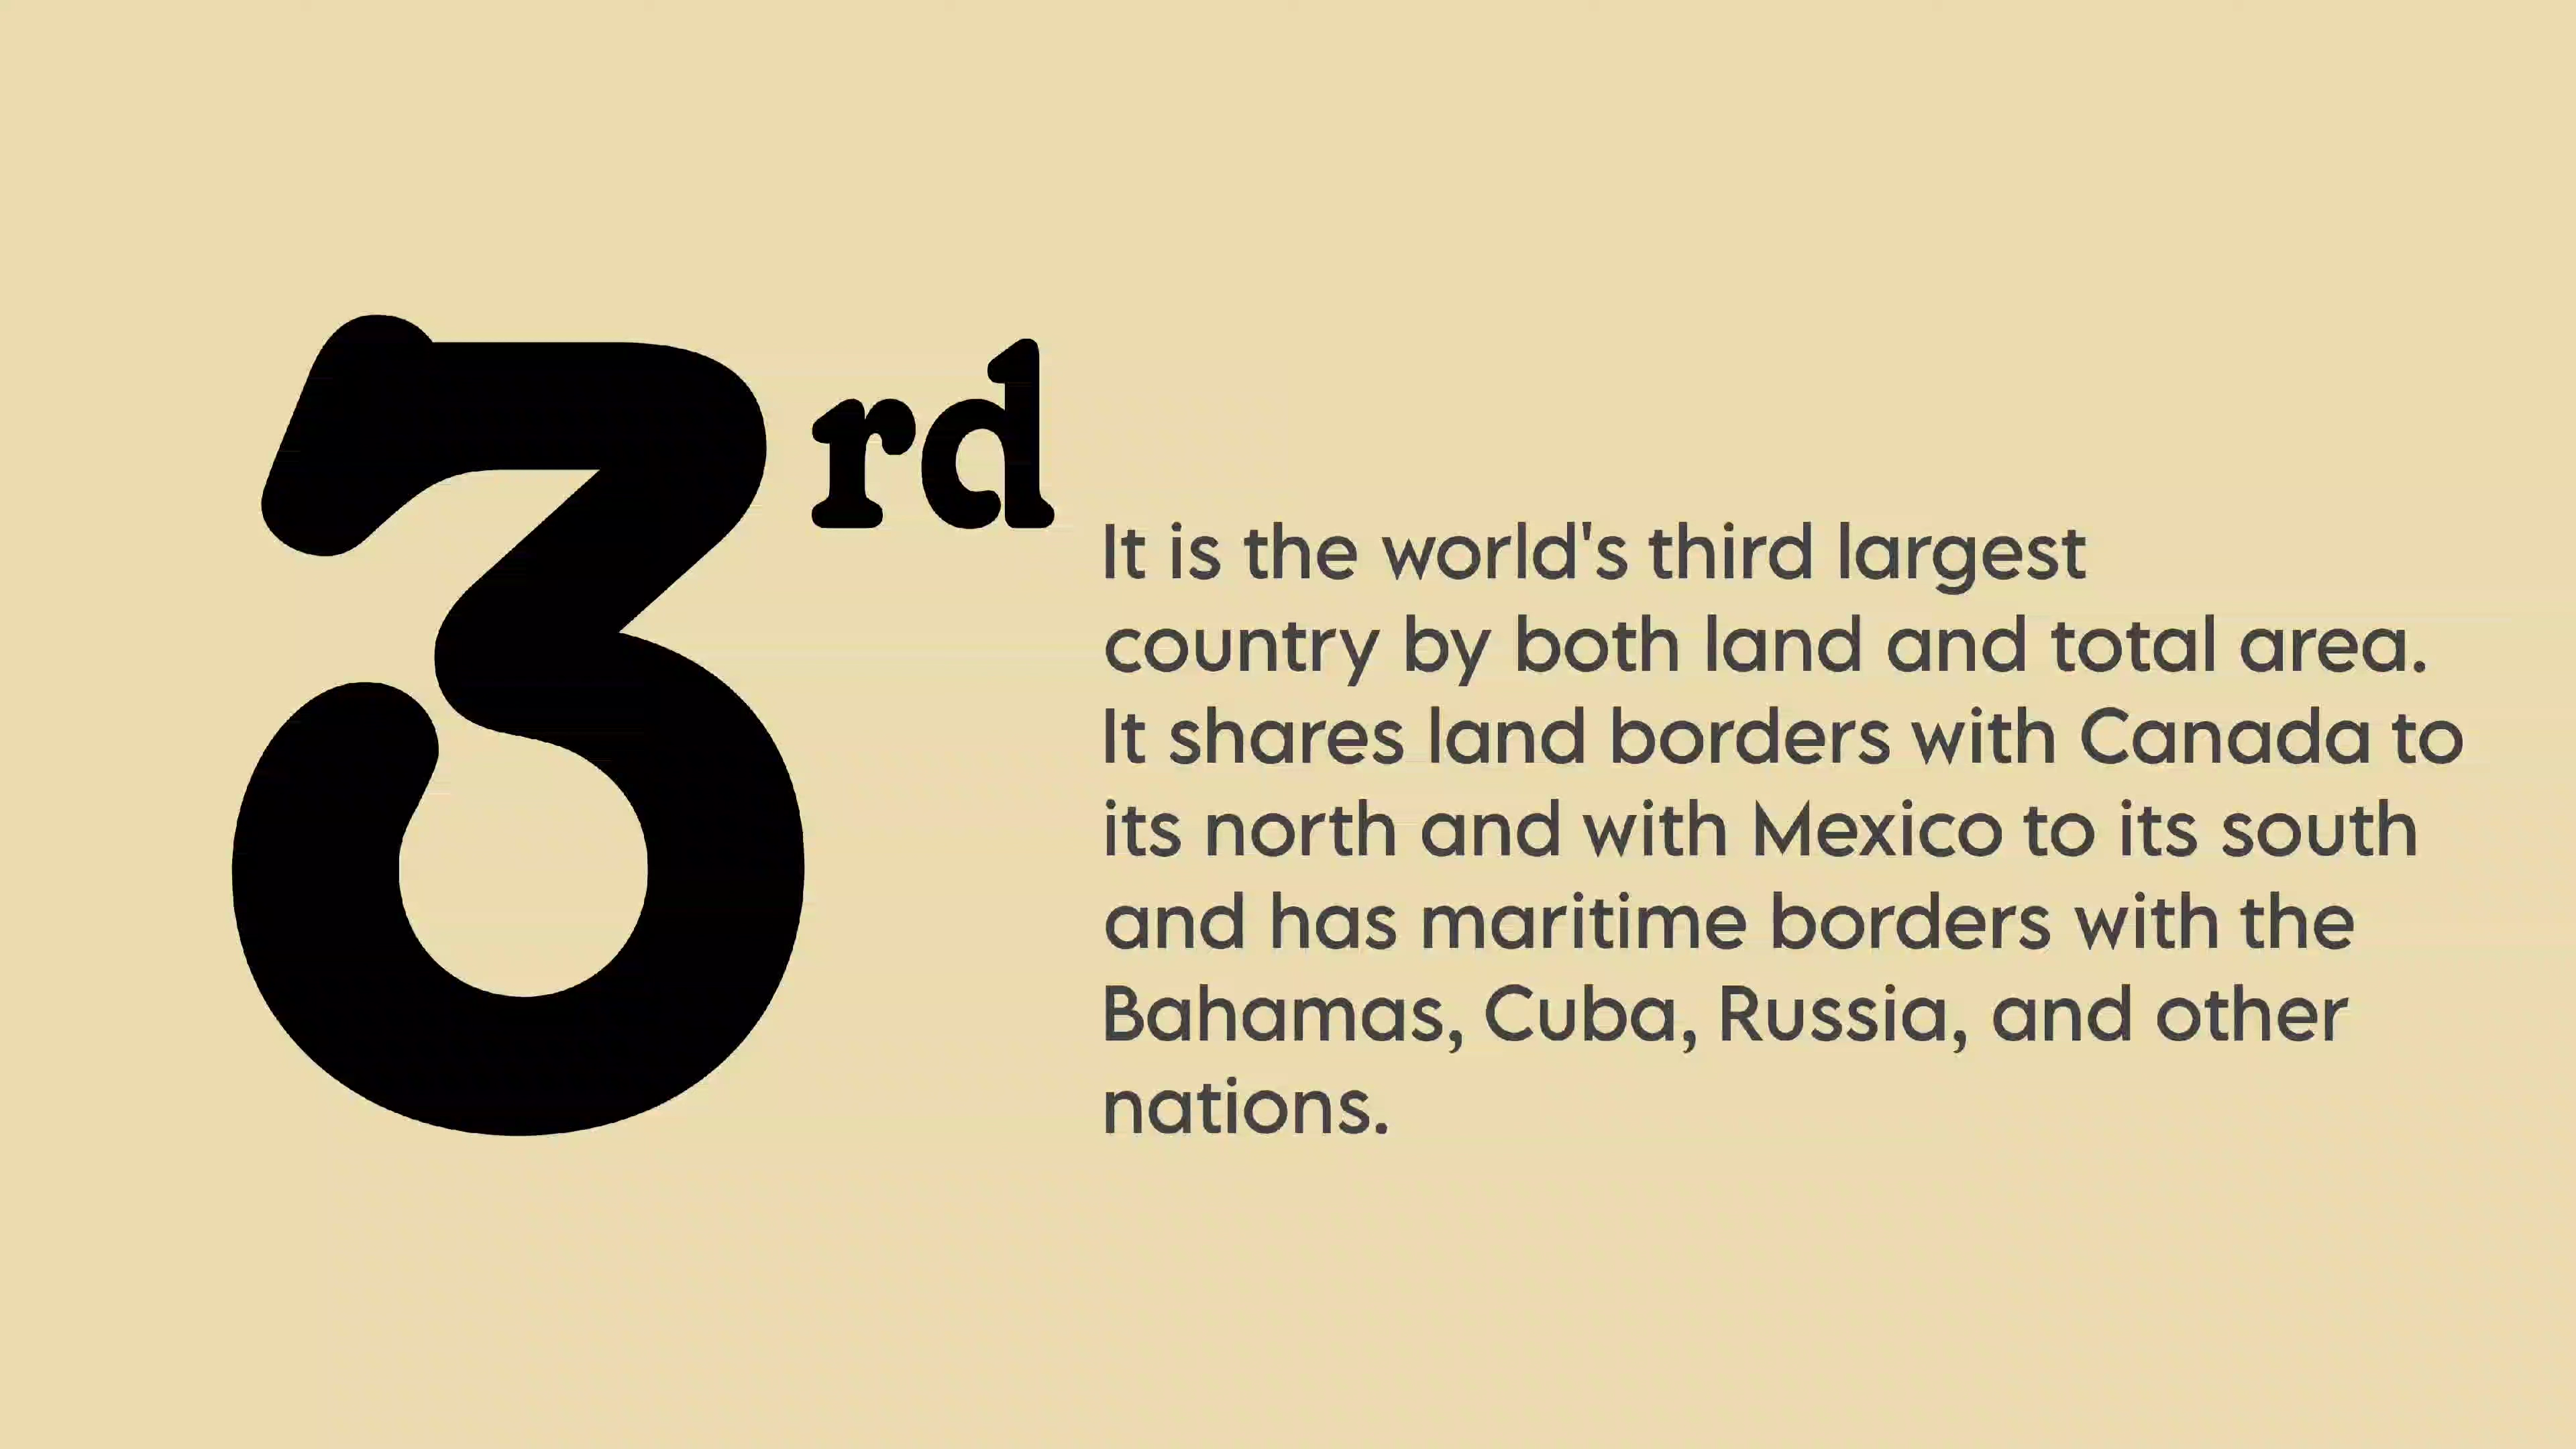 3rd
It is the world's third largest
country by both land and total area.
It shares land borders with Canada to
its north and with Mexico to its south
and has maritime borders with the
Bahamas, Cuba, Russia, and other
nations.